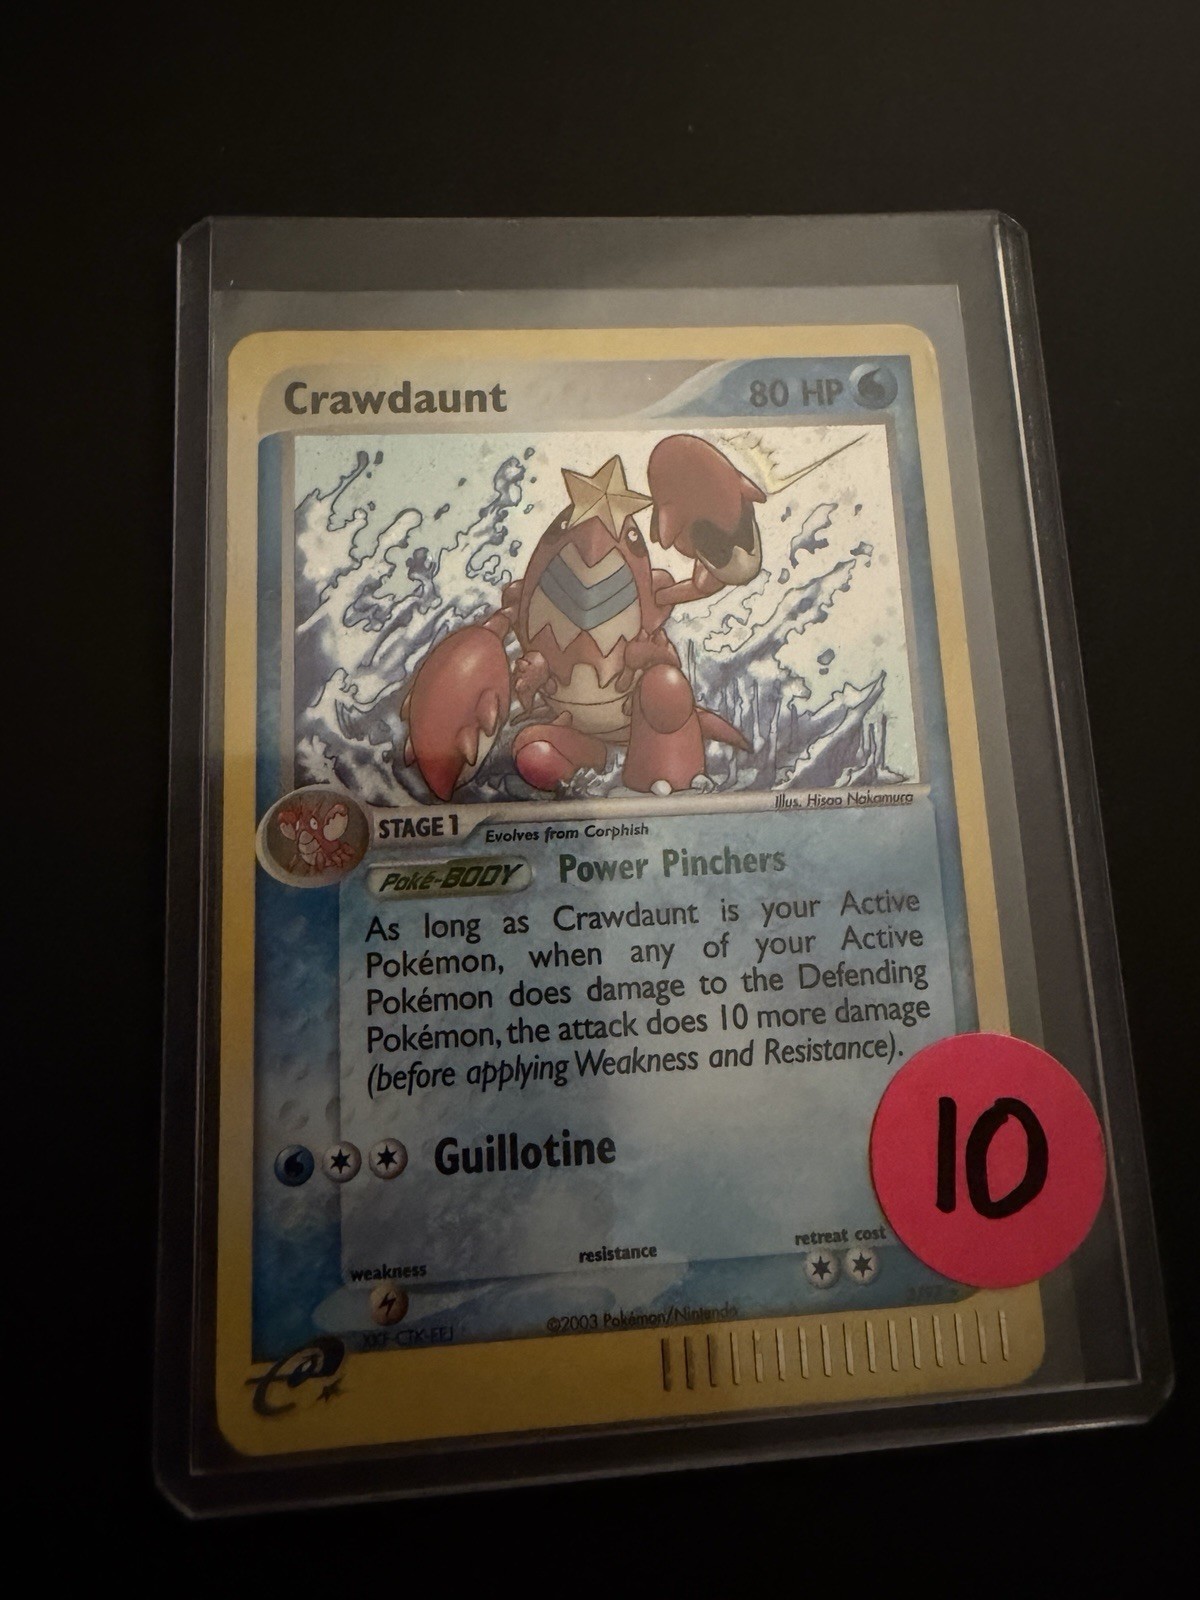 Crawdaunt
80 HP
Illus. Hisao Nakamura
STAGE 1 Evolves from Corphish
Poké-BODY Power Pinchers
As long as Crawdaunt is your Active
Pokémon, when any of your Active
Pokémon does damage to the Defending
Pokémon, the attack does 10 more damage
(before applying Weakness and Resistance).
10
Guillotine
weakness
resistance
retreat cost
©2003 Pokémon/Nintendo